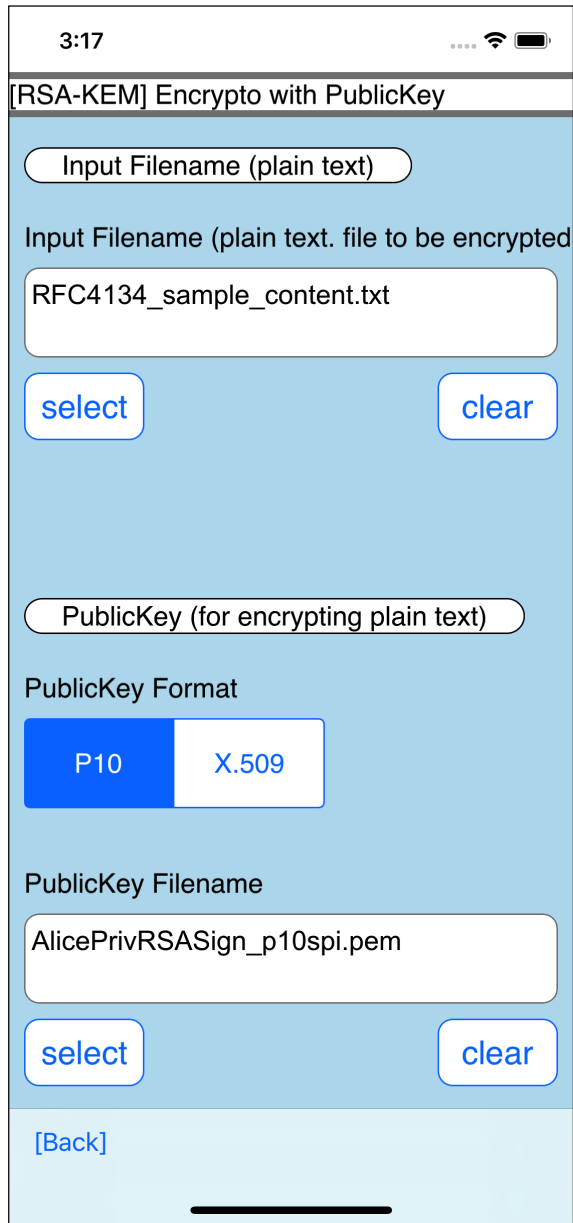 3:17
[RSA-KEM] Encrypto with PublicKey
Input Filename (plain text)
Input Filename (plain text. file to be encrypted
RFC4134_sample_content.txt
select clear
PublicKey (for encrypting plain text)
PublicKey Format
P10 X.509
PublicKey Filename
AlicePrivRSASign_p10spi.pem
select clear
[Back]